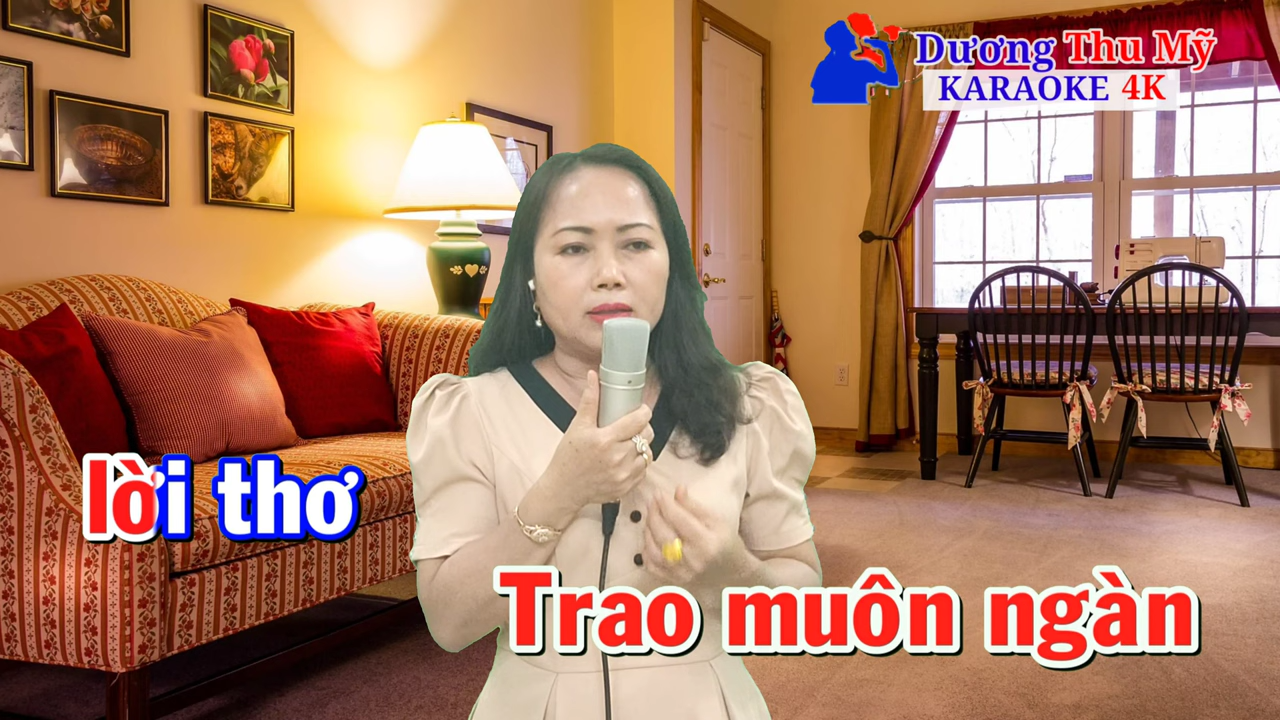 Dương Thu Mỹ
KARAOKE 4K
lời thơ
Trao muôn ngàn